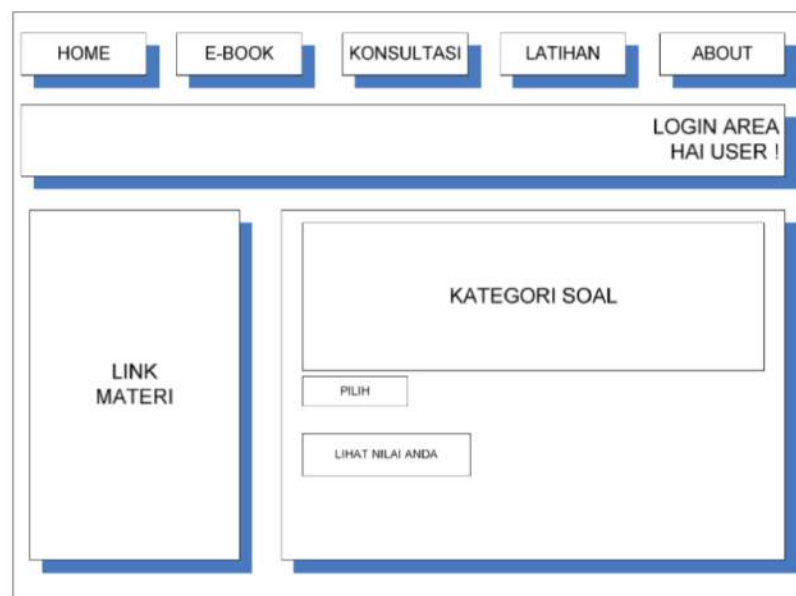 HOME
E-BOOK
KONSULTASI
LATIHAN
ABOUT
LOGIN AREA
HAI USER !
LINK
MATERI
KATEGORI SOAL
PILIH
LIHAT NILAI ANDA